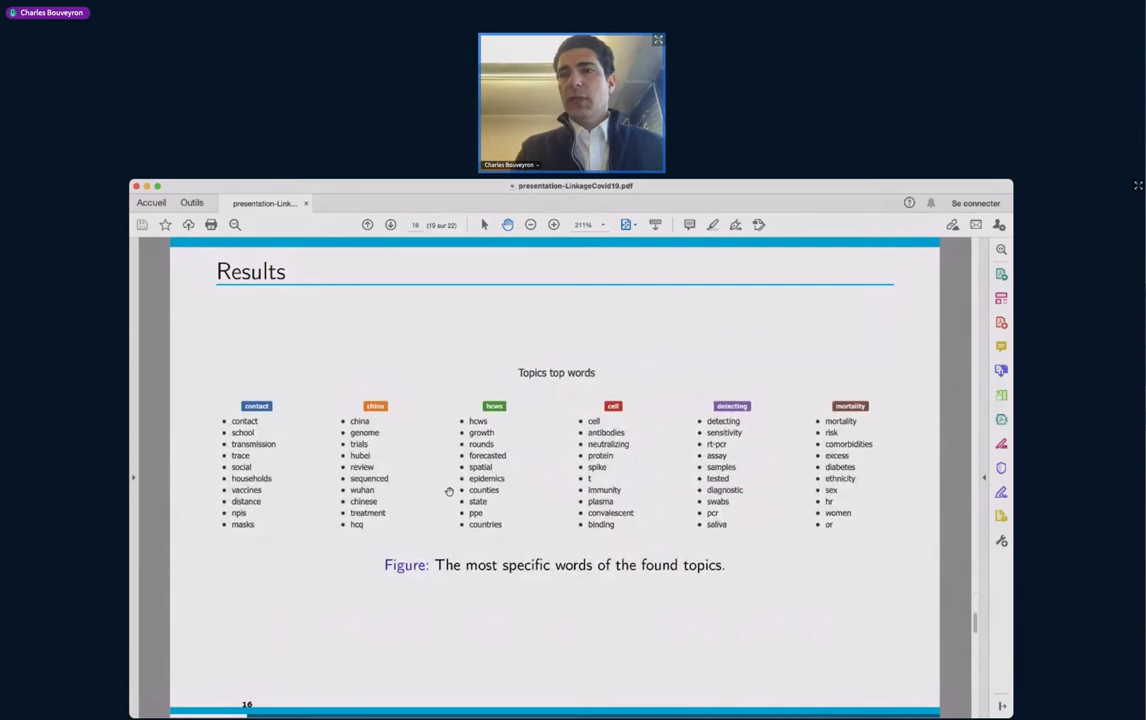 Charles Bouveyron
Charles Bouveyron
presentation-LinkageCovid19.pdf
Accueil Outils presentation-Link... × Se connecter
16 (19 sur 22) 211%
Results
Topics top words
contact china hcws cell detecting mortality
• contact • china • hcws • cell • detecting • mortality
• school • genome • growth • antibodies • sensitivity • risk
• transmission • trials • rounds • neutralizing • rt-pcr • comorbidities
• trace • hubei • forecasted • protein • assay • excess
• social • review • spatial • spike • samples • diabetes
• households • sequenced • epidemics • t • tested • ethnicity
• vaccines • wuhan • counties • immunity • diagnostic • sex
• distance • chinese • state • plasma • swabs • hr
• npis • treatment • ppe • convalescent • pcr • women
• masks • hcq • countries • binding • saliva • or
Figure: The most specific words of the found topics.
16